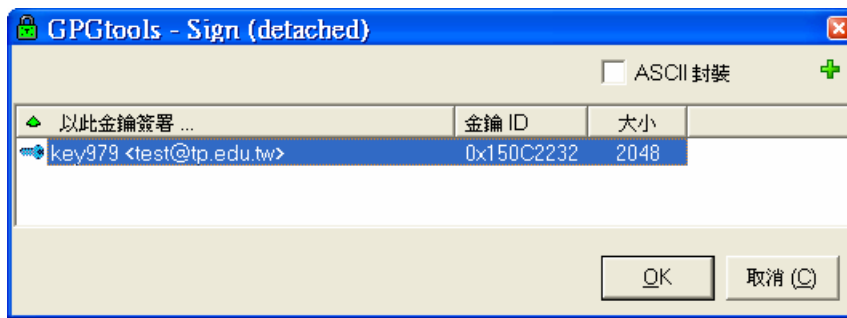 GPGtools - Sign (detached)
ASCII 封裝
以此金鑰簽署 ... 金鑰 ID 大小
key979 <test@tp.edu.tw> 0x150C2232 2048
OK 取消 (C)